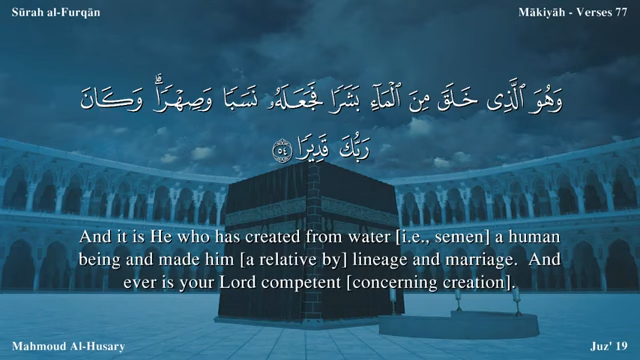 Sūrah al-Furqān
Mākiyāh - Verses 77
وَهُوَ ٱلَّذِى خَلَقَ مِنَ ٱلْمَآءِ بَشَرًا فَجَعَلَهُۥ نَسَبًا وَصِهْرًا ۗ وَكَانَ
رَبُّكَ قَدِيرًا ٥٤
And it is He who has created from water [i.e., semen] a human
being and made him [a relative by] lineage and marriage. And
ever is your Lord competent [concerning creation].
Mahmoud Al-Husary
Juz' 19